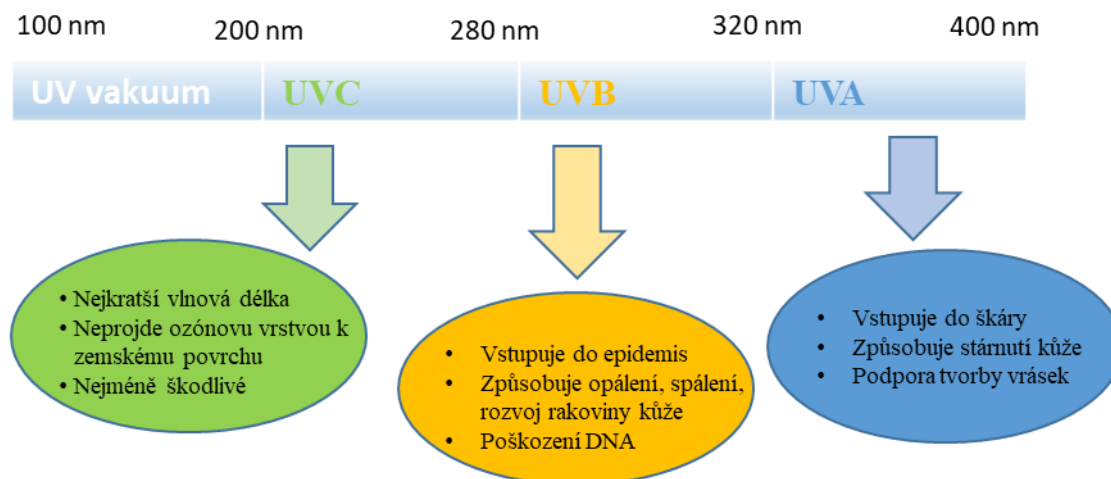 100 nm 200 nm 280 nm 320 nm 400 nm
UV vakuum UVC UVB UVA
• Nejkratší vlnová délka
• Neprojde ozónovu vrstvou k
zemskému povrchu
• Nejméně škodlivé
• Vstupuje do epidemis
• Způsobuje opálení, spálení,
rozvoj rakoviny kůže
• Poškození DNA
• Vstupuje do škáry
• Způsobuje stárnutí kůže
• Podpora tvorby vrásek